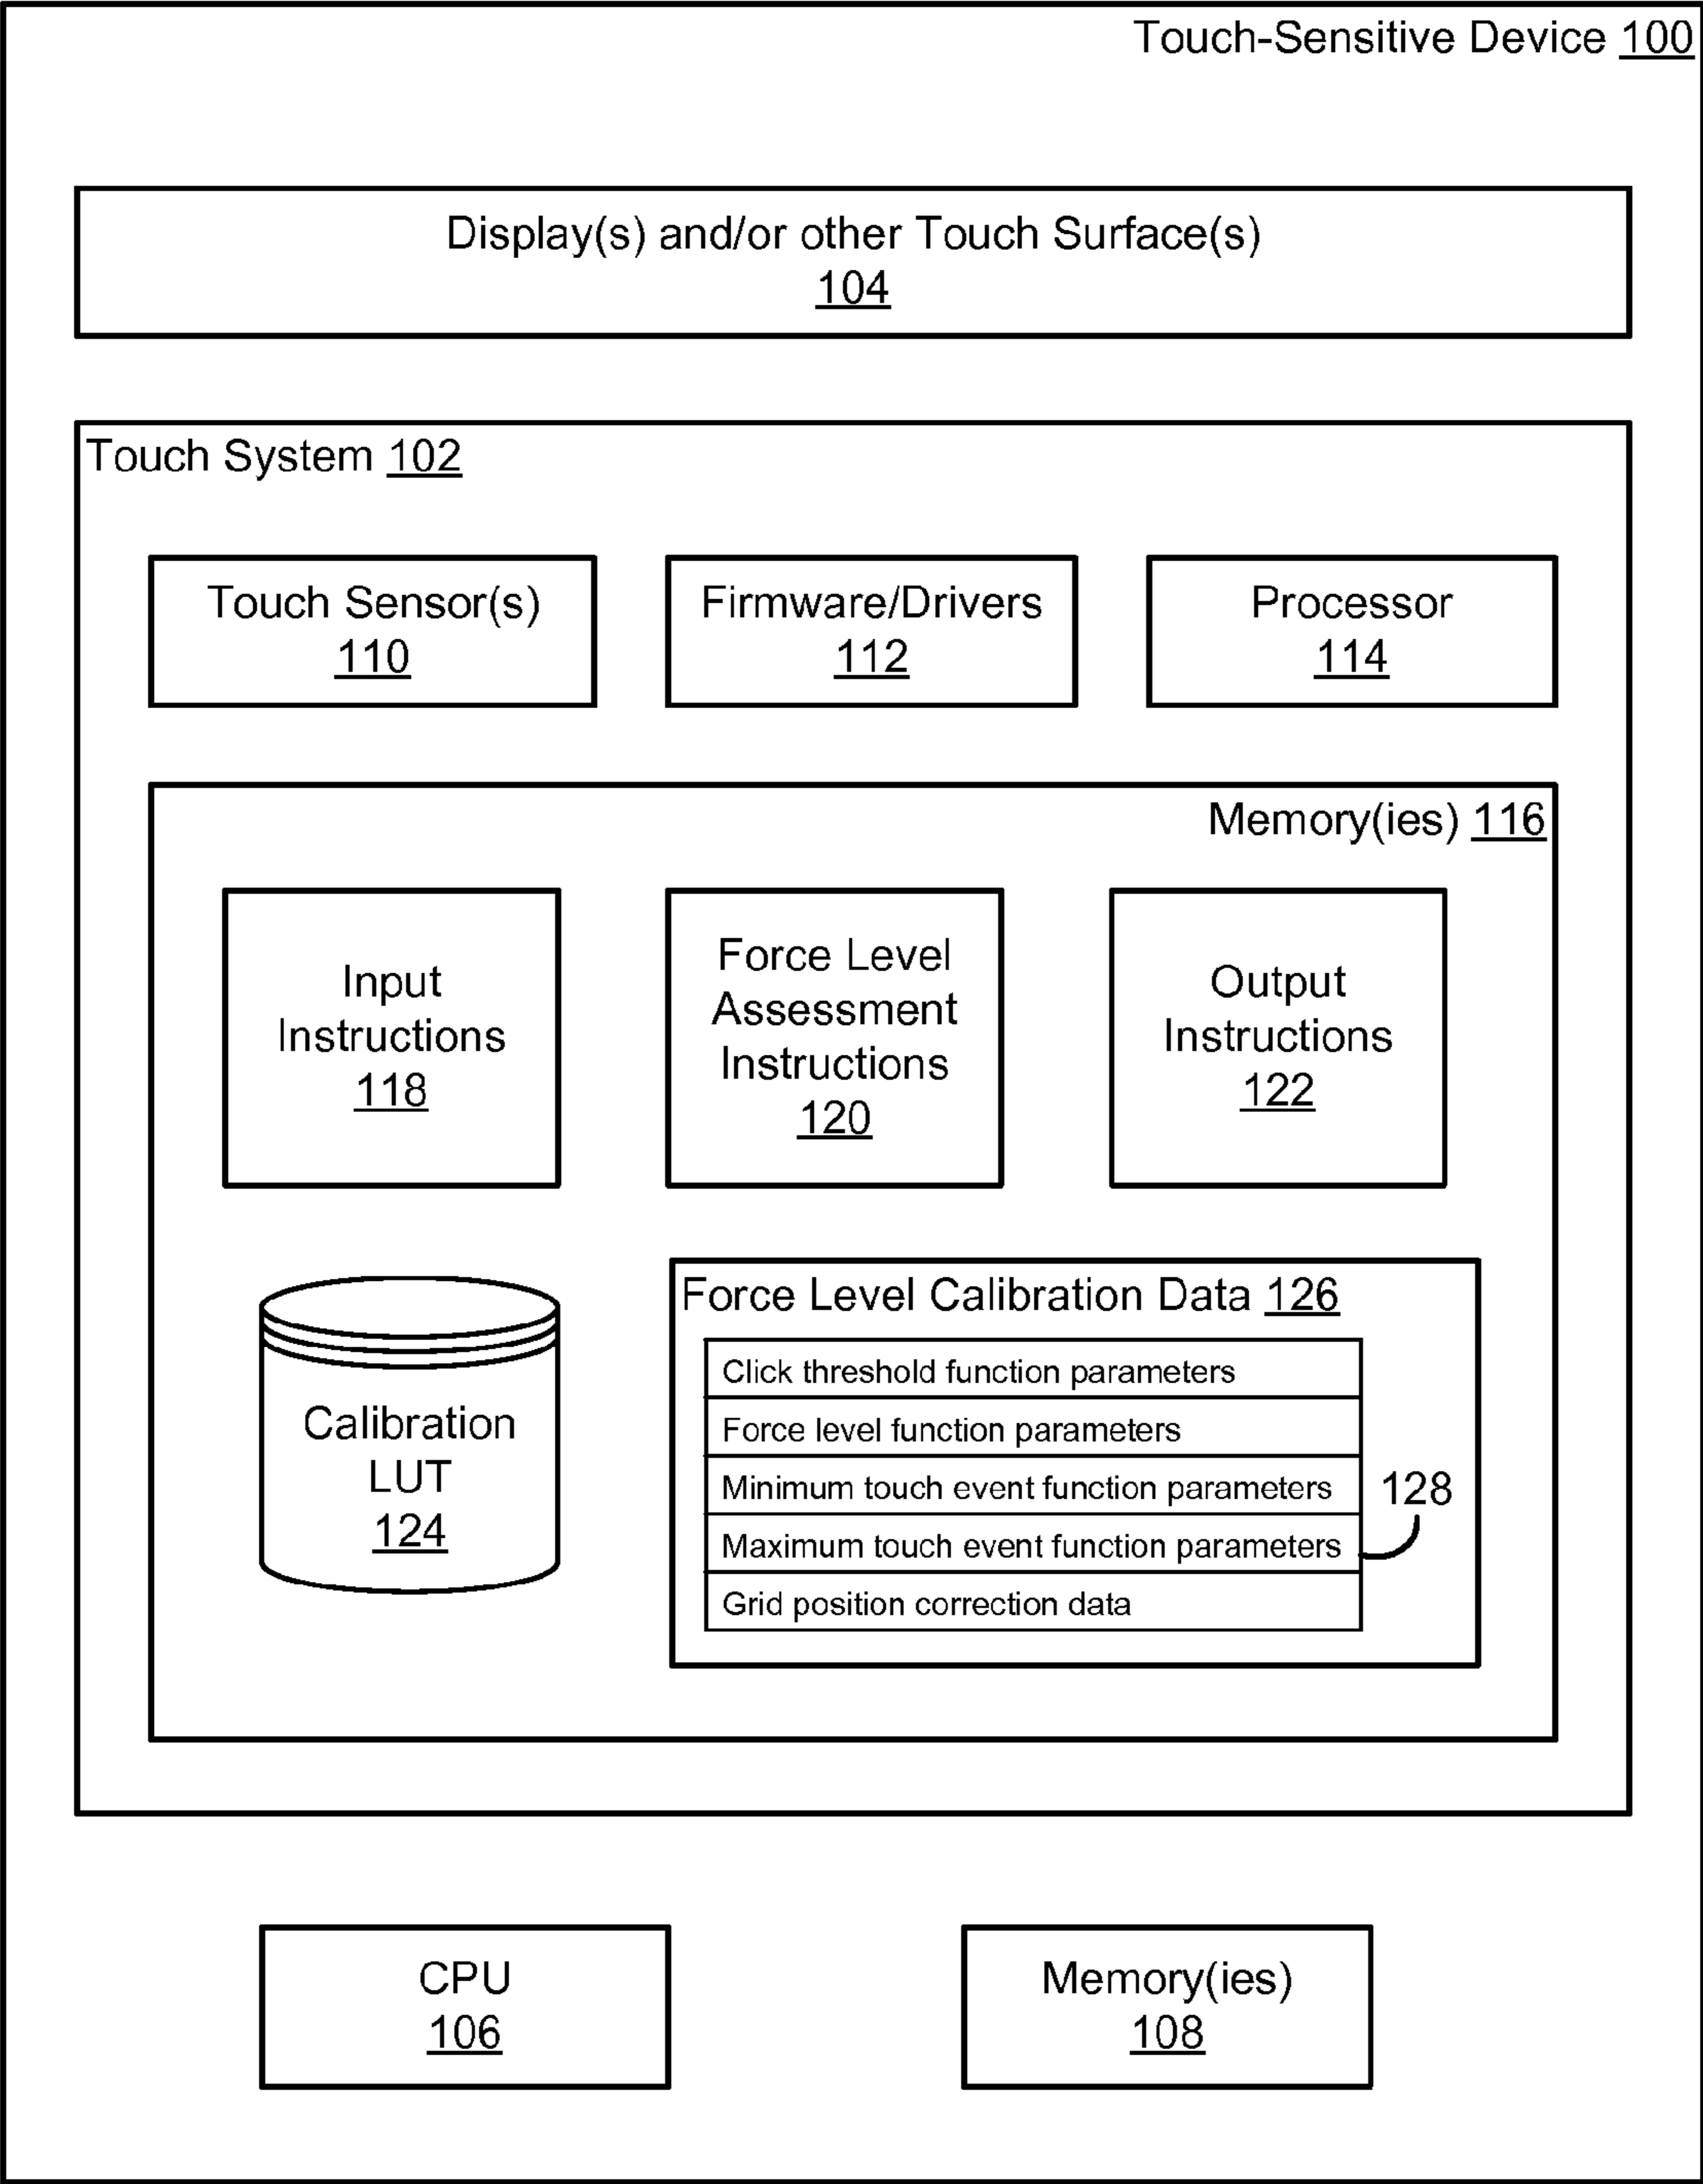 Touch-Sensitive Device 100
Display(s) and/or other Touch Surface(s)
104
Touch System 102
Touch Sensor(s)
110
Firmware/Drivers
112
Processor
114
Memory(ies) 116
Input
Instructions
118
Force Level
Assessment
Instructions
120
Output
Instructions
122
Calibration
LUT
124
Force Level Calibration Data 126
Click threshold function parameters
Force level function parameters
Minimum touch event function parameters
Maximum touch event function parameters
Grid position correction data
128
CPU
106
Memory(ies)
108